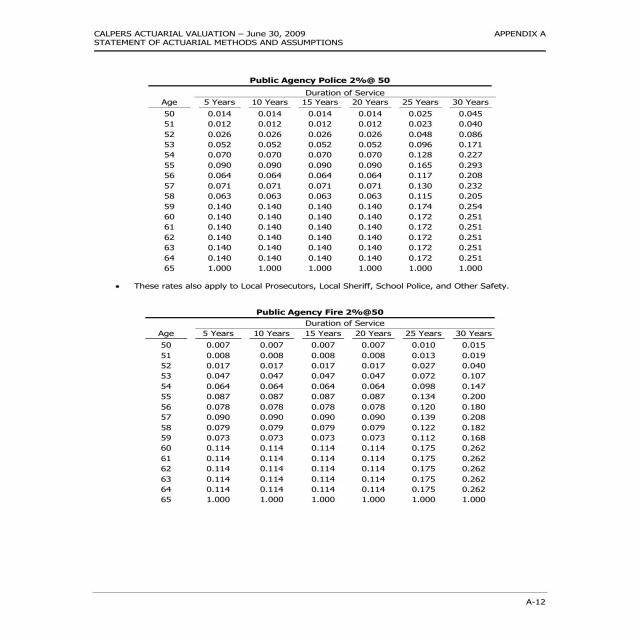 CALPERS ACTUARIAL VALUATION – June 30, 2009 APPENDIX A
STATEMENT OF ACTUARIAL METHODS AND ASSUMPTIONS
Public Agency Police 2%@ 50
Duration of Service
Age 5 Years 10 Years 15 Years 20 Years 25 Years 30 Years
50 0.014 0.014 0.014 0.014 0.025 0.045
51 0.012 0.012 0.012 0.012 0.023 0.040
52 0.026 0.026 0.026 0.026 0.048 0.086
53 0.052 0.052 0.052 0.052 0.096 0.171
54 0.070 0.070 0.070 0.070 0.128 0.227
55 0.090 0.090 0.090 0.090 0.165 0.293
56 0.064 0.064 0.064 0.064 0.117 0.208
57 0.071 0.071 0.071 0.071 0.130 0.232
58 0.063 0.063 0.063 0.063 0.115 0.205
59 0.140 0.140 0.140 0.140 0.174 0.254
60 0.140 0.140 0.140 0.140 0.172 0.251
61 0.140 0.140 0.140 0.140 0.172 0.251
62 0.140 0.140 0.140 0.140 0.172 0.251
63 0.140 0.140 0.140 0.140 0.172 0.251
64 0.140 0.140 0.140 0.140 0.172 0.251
65 1.000 1.000 1.000 1.000 1.000 1.000
• These rates also apply to Local Prosecutors, Local Sheriff, School Police, and Other Safety.
Public Agency Fire 2%@50
Duration of Service
Age 5 Years 10 Years 15 Years 20 Years 25 Years 30 Years
50 0.007 0.007 0.007 0.007 0.010 0.015
51 0.008 0.008 0.008 0.008 0.013 0.019
52 0.017 0.017 0.017 0.017 0.027 0.040
53 0.047 0.047 0.047 0.047 0.072 0.107
54 0.064 0.064 0.064 0.064 0.098 0.147
55 0.087 0.087 0.087 0.087 0.134 0.200
56 0.078 0.078 0.078 0.078 0.120 0.180
57 0.090 0.090 0.090 0.090 0.139 0.208
58 0.079 0.079 0.079 0.079 0.122 0.182
59 0.073 0.073 0.073 0.073 0.112 0.168
60 0.114 0.114 0.114 0.114 0.175 0.262
61 0.114 0.114 0.114 0.114 0.175 0.262
62 0.114 0.114 0.114 0.114 0.175 0.262
63 0.114 0.114 0.114 0.114 0.175 0.262
64 0.114 0.114 0.114 0.114 0.175 0.262
65 1.000 1.000 1.000 1.000 1.000 1.000
A-12